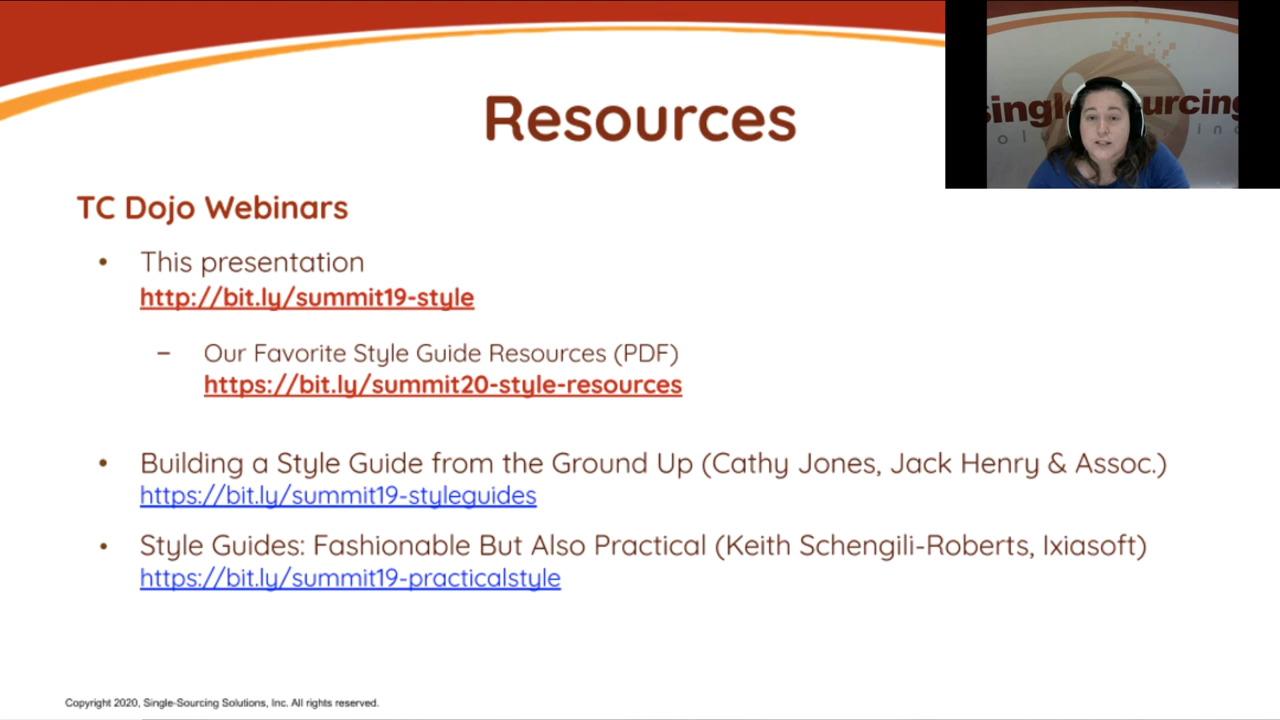 Resources
TC Dojo Webinars
• This presentation
http://bit.ly/summit19-style
– Our Favorite Style Guide Resources (PDF)
https://bit.ly/summit20-style-resources
• Building a Style Guide from the Ground Up (Cathy Jones, Jack Henry & Assoc.)
https://bit.ly/summit19-styleguides
• Style Guides: Fashionable But Also Practical (Keith Schengili-Roberts, Ixiasoft)
https://bit.ly/summit19-practicalstyle
Copyright 2020, Single-Sourcing Solutions, Inc. All rights reserved.